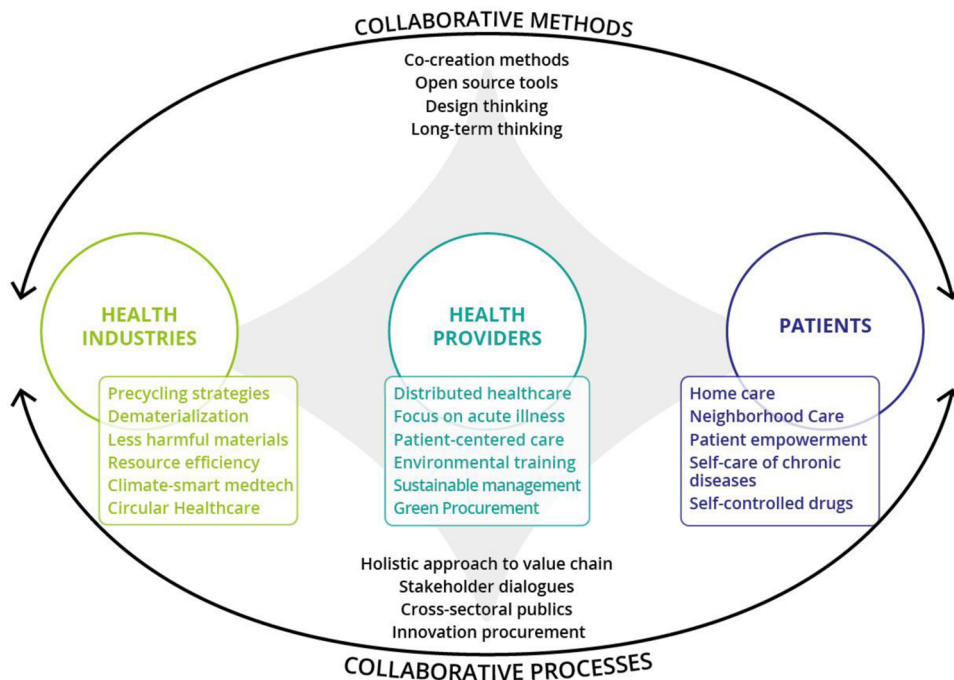 COLLABORATIVE METHODS
Co-creation methods
Open source tools
Design thinking
Long-term thinking
HEALTH
INDUSTRIES
Precycling strategies
Dematerialization
Less harmful materials
Resource efficiency
Climate-smart medtech
Circular Healthcare
HEALTH
PROVIDERS
Distributed healthcare
Focus on acute illness
Patient-centered care
Environmental training
Sustainable management
Green Procurement
PATIENTS
Home care
Neighborhood Care
Patient empowerment
Self-care of chronic
diseases
Self-controlled drugs
Holistic approach to value chain
Stakeholder dialogues
Cross-sectoral publics
Innovation procurement
COLLABORATIVE PROCESSES